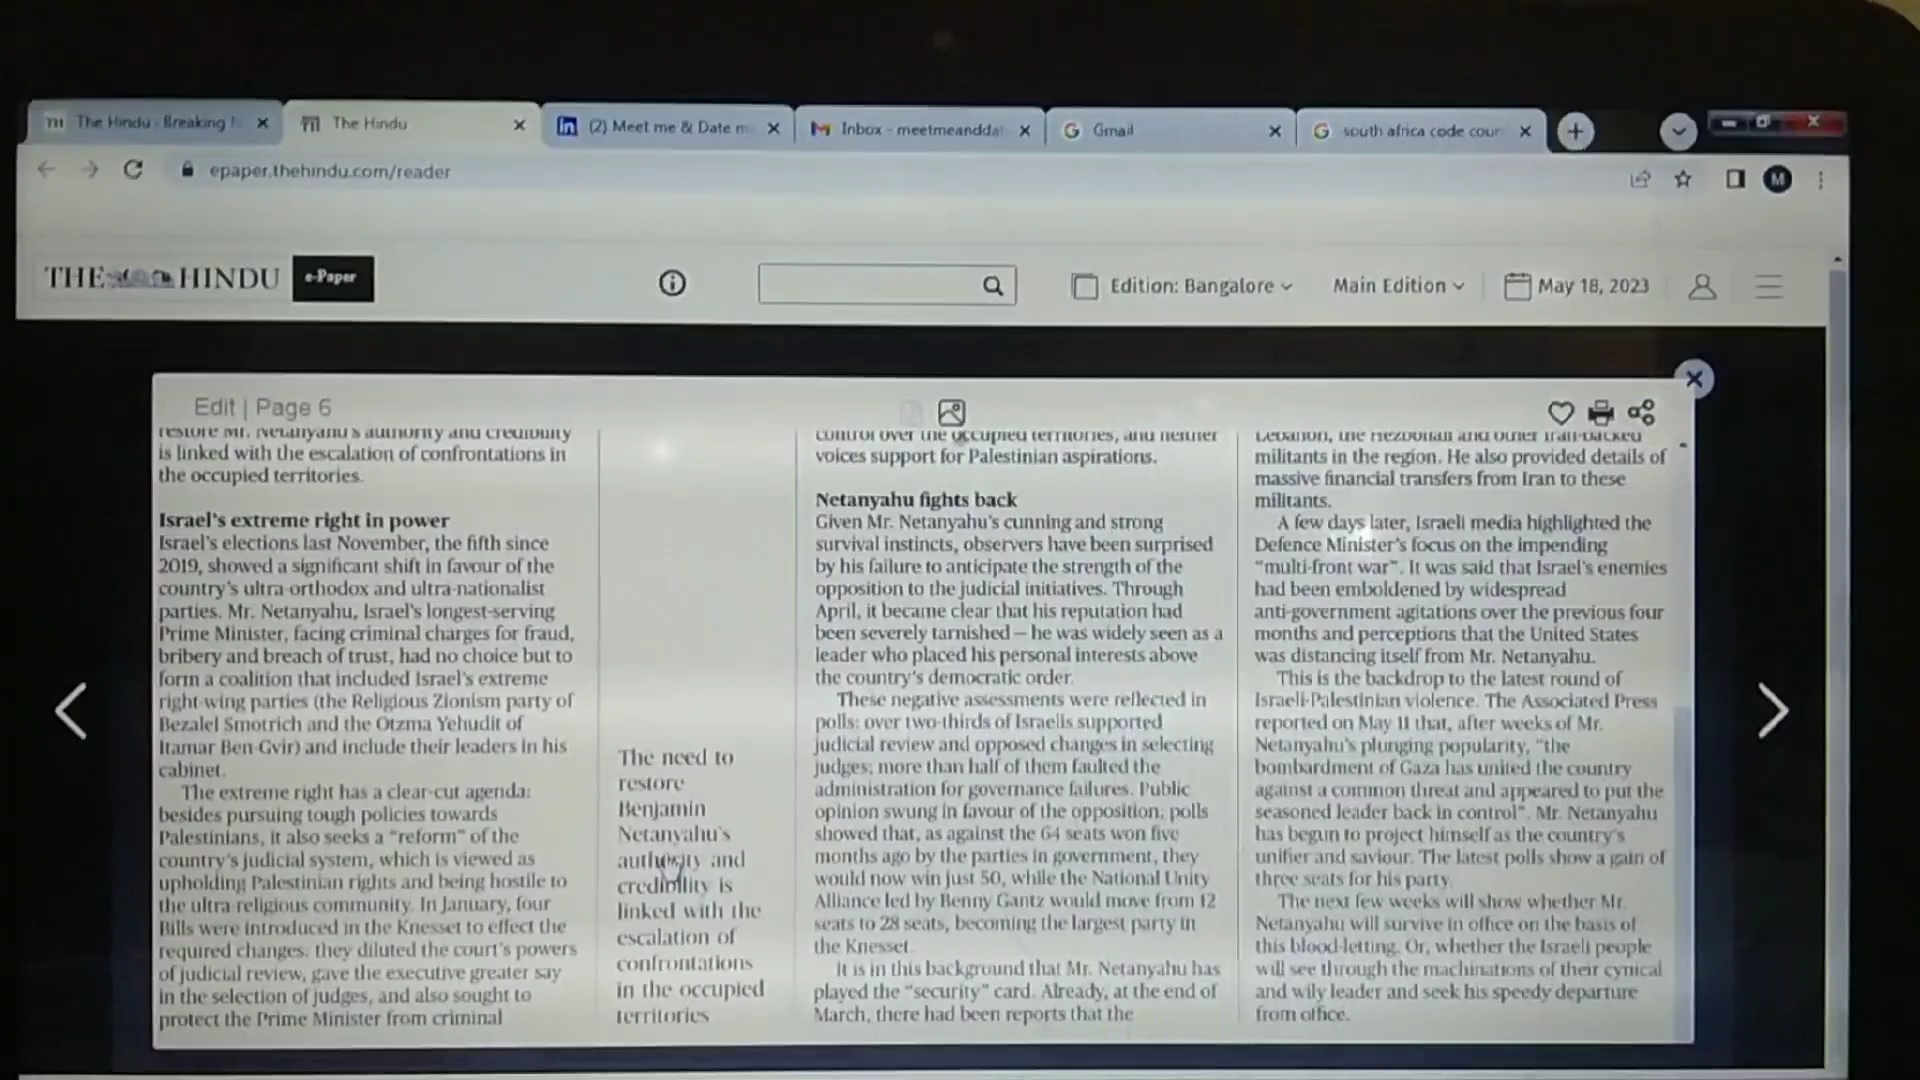 The Hindu : Breaking N
The Hindu
(2) Meet me & Date m
Inbox - meetmeanddat
Gmail
south africa code coun
epaper.thehindu.com/reader
M
THE HINDU
e-Paper
Edition: Bangalore
Main Edition
May 18, 2023
Edit | Page 6
restore Mr. Netanyahu's authority and credibility
is linked with the escalation of confrontations in
the occupied territories.
Israel's extreme right in power
Israel's elections last November, the fifth since
2019, showed a significant shift in favour of the
country's ultra-orthodox and ultra-nationalist
parties. Mr. Netanyahu, Israel's longest-serving
Prime Minister, facing criminal charges for fraud,
bribery and breach of trust, had no choice but to
form a coalition that included Israel's extreme
right-wing parties (the Religious Zionism party of
Bezalel Smotrich and the Otzma Yehudit of
Itamar Ben-Gvir) and include their leaders in his
cabinet.
The extreme right has a clear-cut agenda:
besides pursuing tough policies towards
Palestinians, it also seeks a "reform" of the
country's judicial system, which is viewed as
upholding Palestinian rights and being hostile to
the ultra-religious community. In January, four
Bills were introduced in the Knesset to effect the
required changes: they diluted the court's powers
of judicial review, gave the executive greater say
in the selection of judges, and also sought to
protect the Prime Minister from criminal
The need to
restore
Benjamin
Netanyahu's
authority and
credibility is
linked with the
escalation of
confrontations
in the occupied
territories
control over the occupied territories, and neither
voices support for Palestinian aspirations.
Netanyahu fights back
Given Mr. Netanyahu's cunning and strong
survival instincts, observers have been surprised
by his failure to anticipate the strength of the
opposition to the judicial initiatives. Through
April, it became clear that his reputation had
been severely tarnished — he was widely seen as a
leader who placed his personal interests above
the country's democratic order.
These negative assessments were reflected in
polls: over two-thirds of Israelis supported
judicial review and opposed changes in selecting
judges; more than half of them faulted the
administration for governance failures. Public
opinion swung in favour of the opposition; polls
showed that, as against the 64 seats won five
months ago by the parties in government, they
would now win just 50, while the National Unity
Alliance led by Benny Gantz would move from 12
seats to 28 seats, becoming the largest party in
the Knesset.
It is in this background that Mr. Netanyahu has
played the "security" card. Already, at the end of
March, there had been reports that the
Lebanon, the Hezbollah and other Iran-backed
militants in the region. He also provided details of
massive financial transfers from Iran to these
militants.
A few days later, Israeli media highlighted the
Defence Minister's focus on the impending
"multi-front war". It was said that Israel's enemies
had been emboldened by widespread
anti-government agitations over the previous four
months and perceptions that the United States
was distancing itself from Mr. Netanyahu.
This is the backdrop to the latest round of
Israeli-Palestinian violence. The Associated Press
reported on May 11 that, after weeks of Mr.
Netanyahu's plunging popularity, "the
bombardment of Gaza has united the country
against a common threat and appeared to put the
seasoned leader back in control". Mr. Netanyahu
has begun to project himself as the country's
unifier and saviour. The latest polls show a gain of
three seats for his party.
The next few weeks will show whether Mr.
Netanyahu will survive in office on the basis of
this blood-letting. Or, whether the Israeli people
will see through the machinations of their cynical
and wily leader and seek his speedy departure
from office.